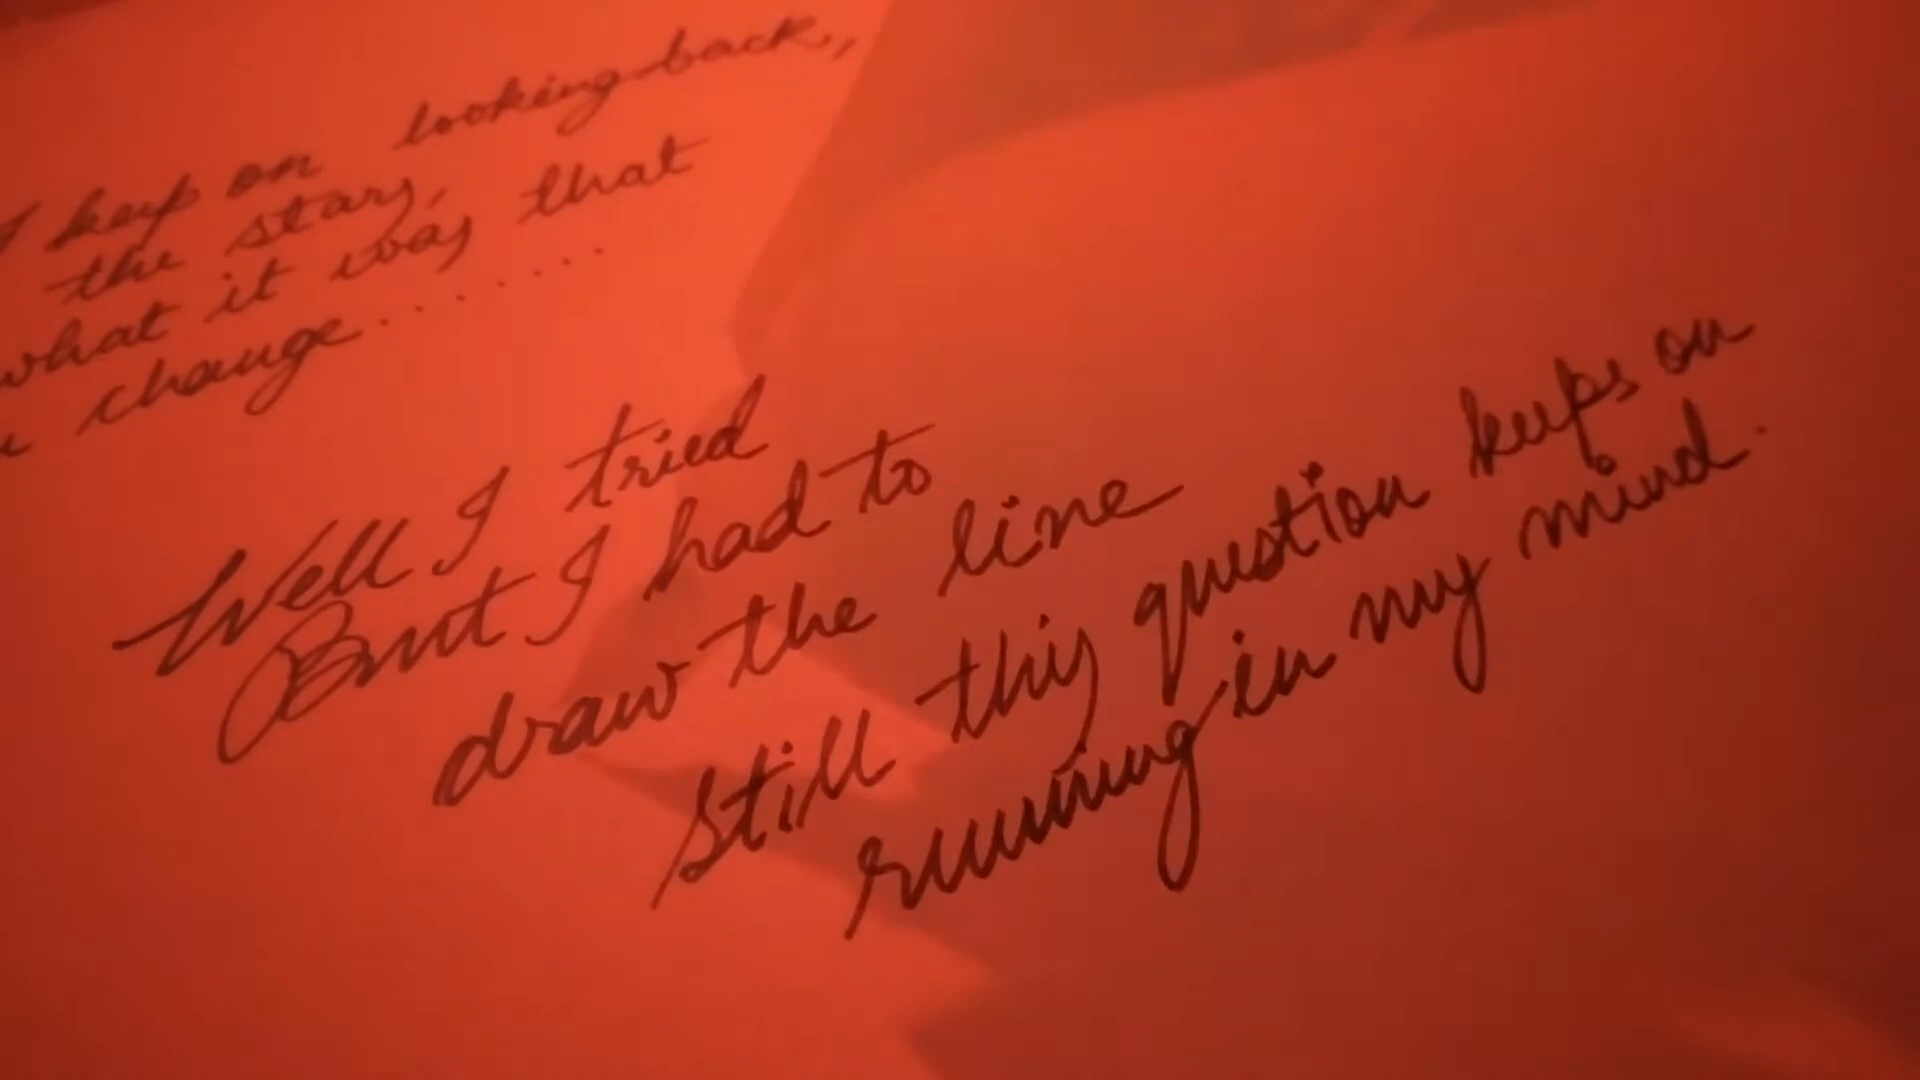 I keep on looking back,
the stars,
what it was that
change..........
Well I tried
But I had to
draw the line
Still this question keeps on
running in my mind.